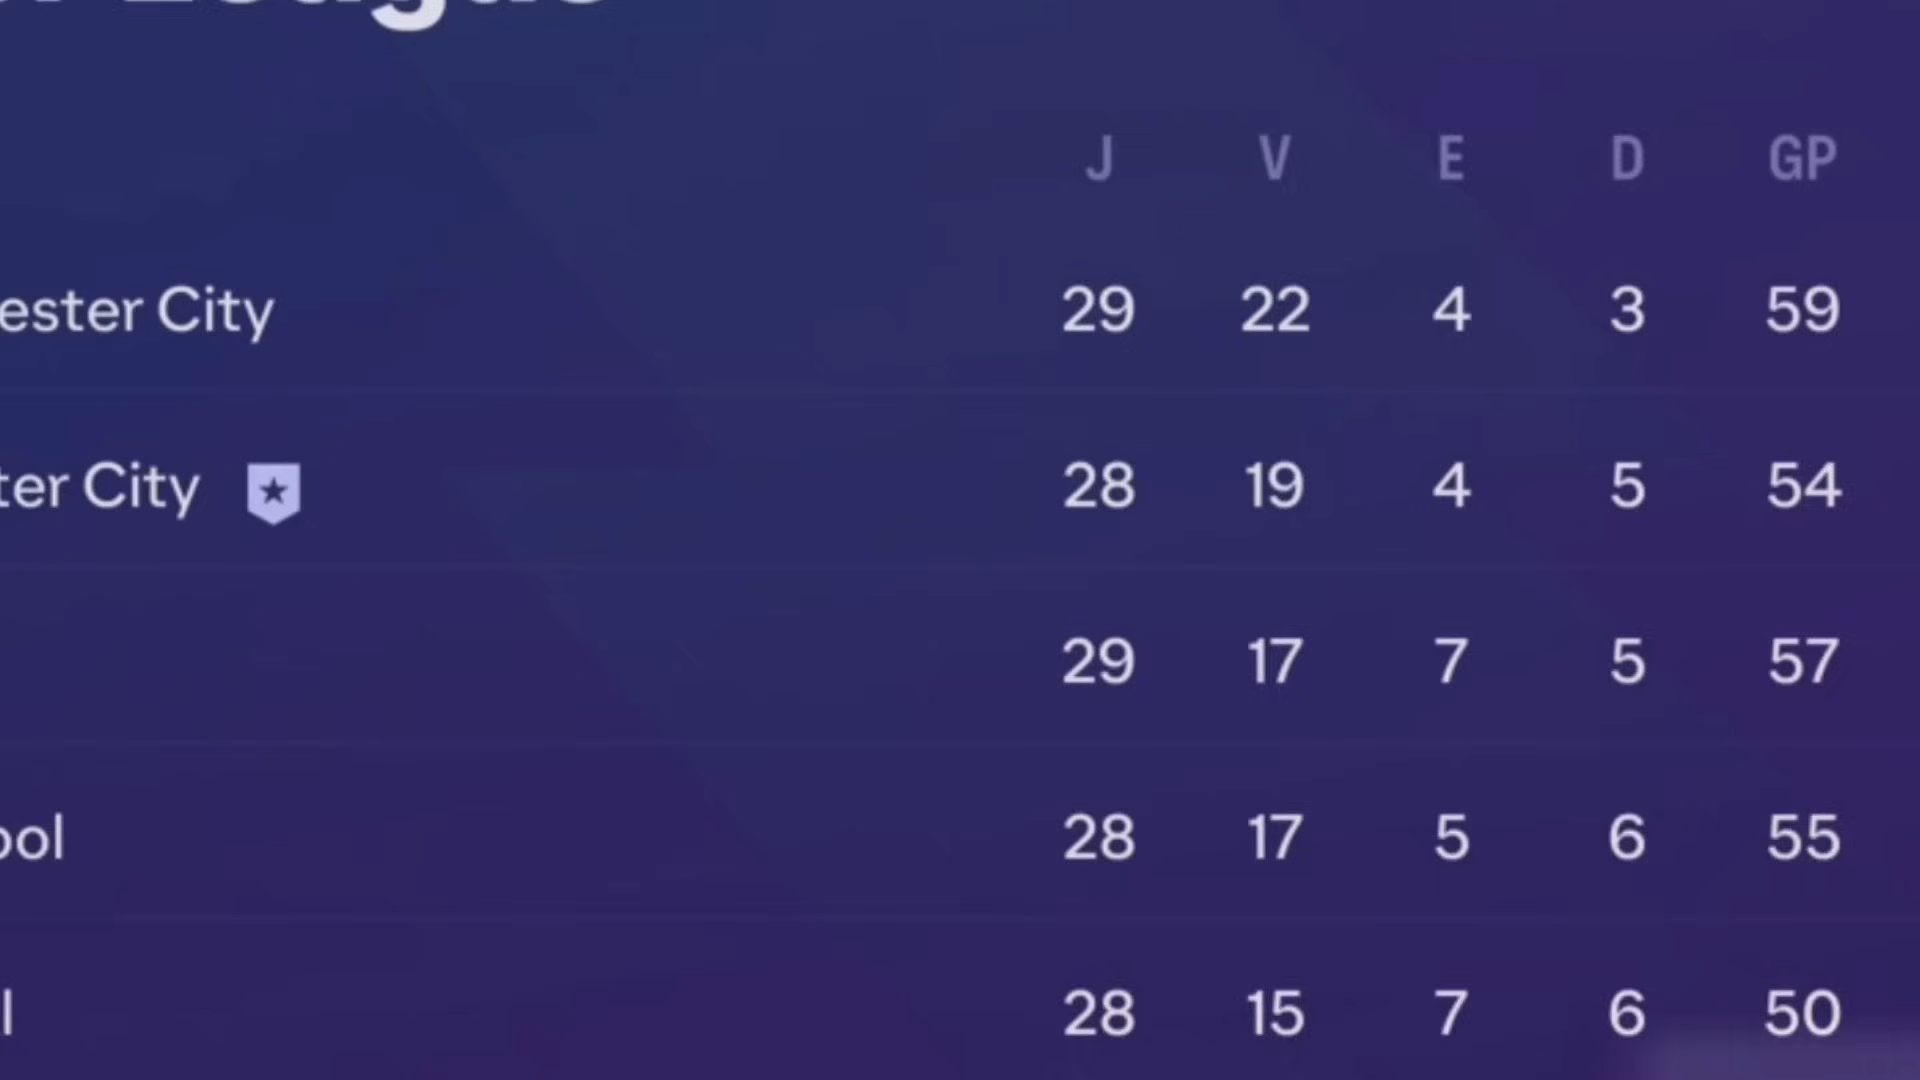 J V E D GP
ester City 29 22 4 3 59
ter City 28 19 4 5 54
29 17 7 5 57
ool 28 17 5 6 55
l 28 15 7 6 50